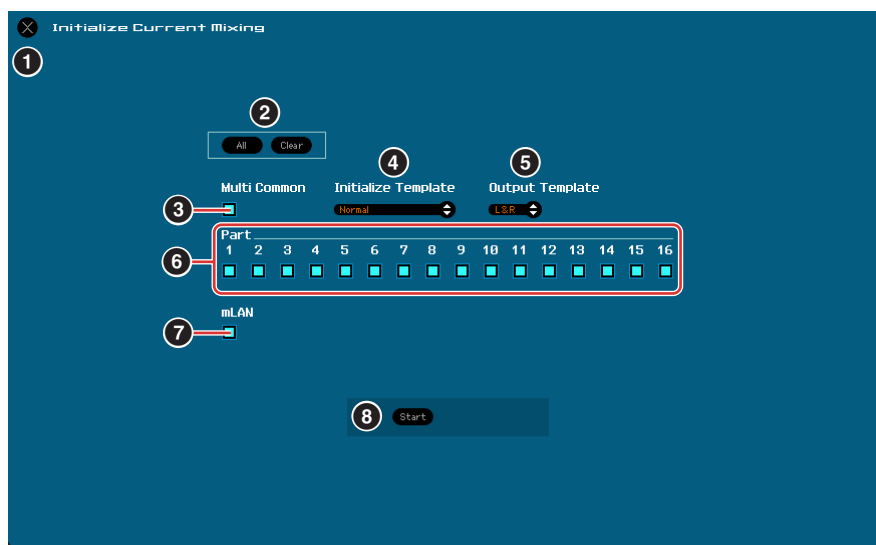 Initialize Current Mixing
1
2
All Clear
4 5
Multi Common Initialize Template Output Template
3 Normal L&R
Part
1 2 3 4 5 6 7 8 9 10 11 12 13 14 15 16
6
mLAN
7
8 Start